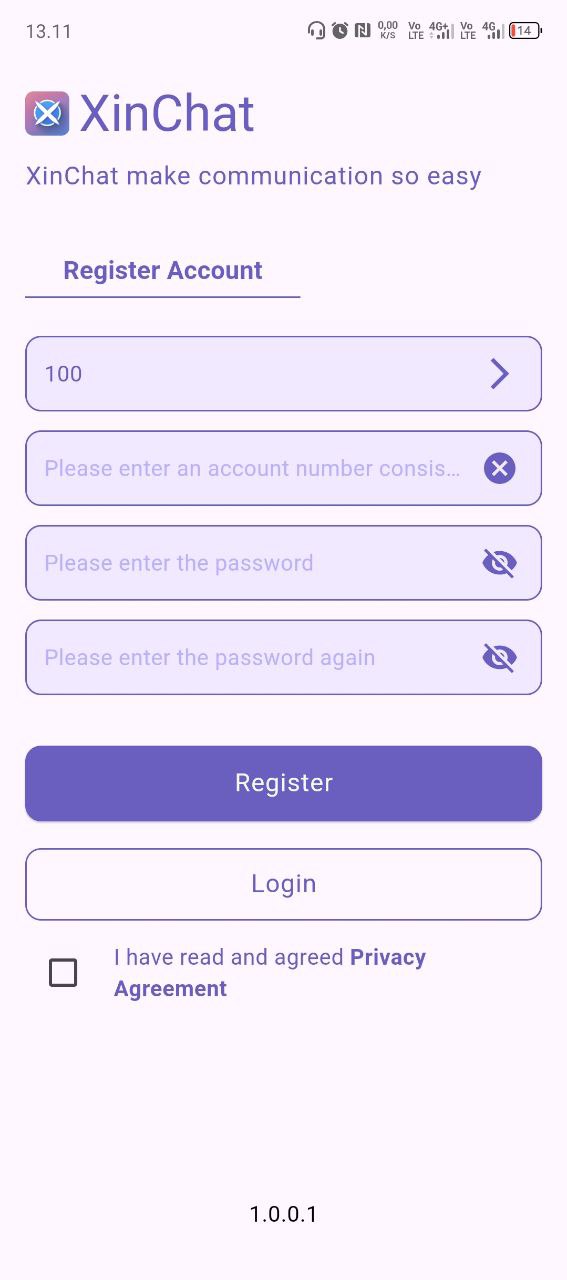 13.11
0,00 K/S Vo LTE 4G+ Vo LTE 4G 14
XinChat
XinChat make communication so easy
Register Account
100
Please enter an account number consis...
Please enter the password
Please enter the password again
Register
Login
I have read and agreed Privacy
Agreement
1.0.0.1